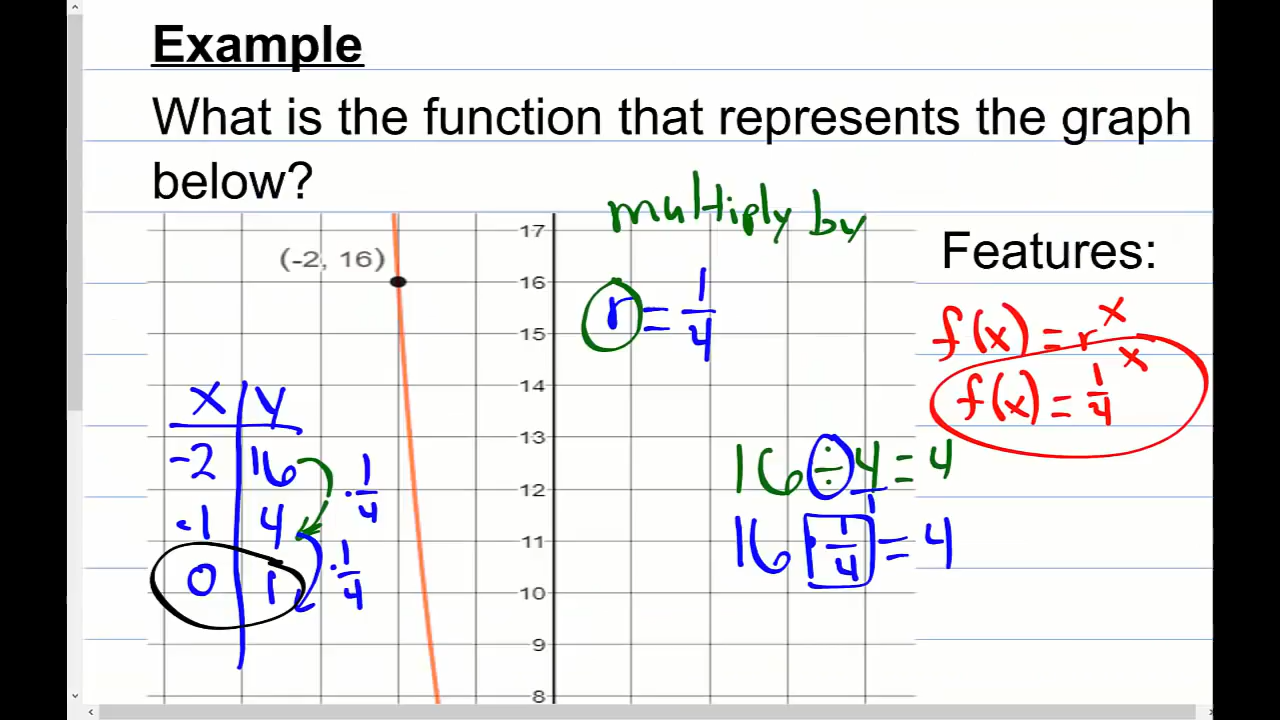 Example
What is the function that represents the graph
below?
multiply by
(-2, 16)
17
16
15
14
13
12
11
10
9
8
r = 1/4
Features:
f(x) = r^x
f(x) = 1/4^x
x | y
-2 | 16
-1 | 4
0 | 1
· 1/4
· 1/4
16 ÷ 4/1 = 4
16 · 1/4 = 4